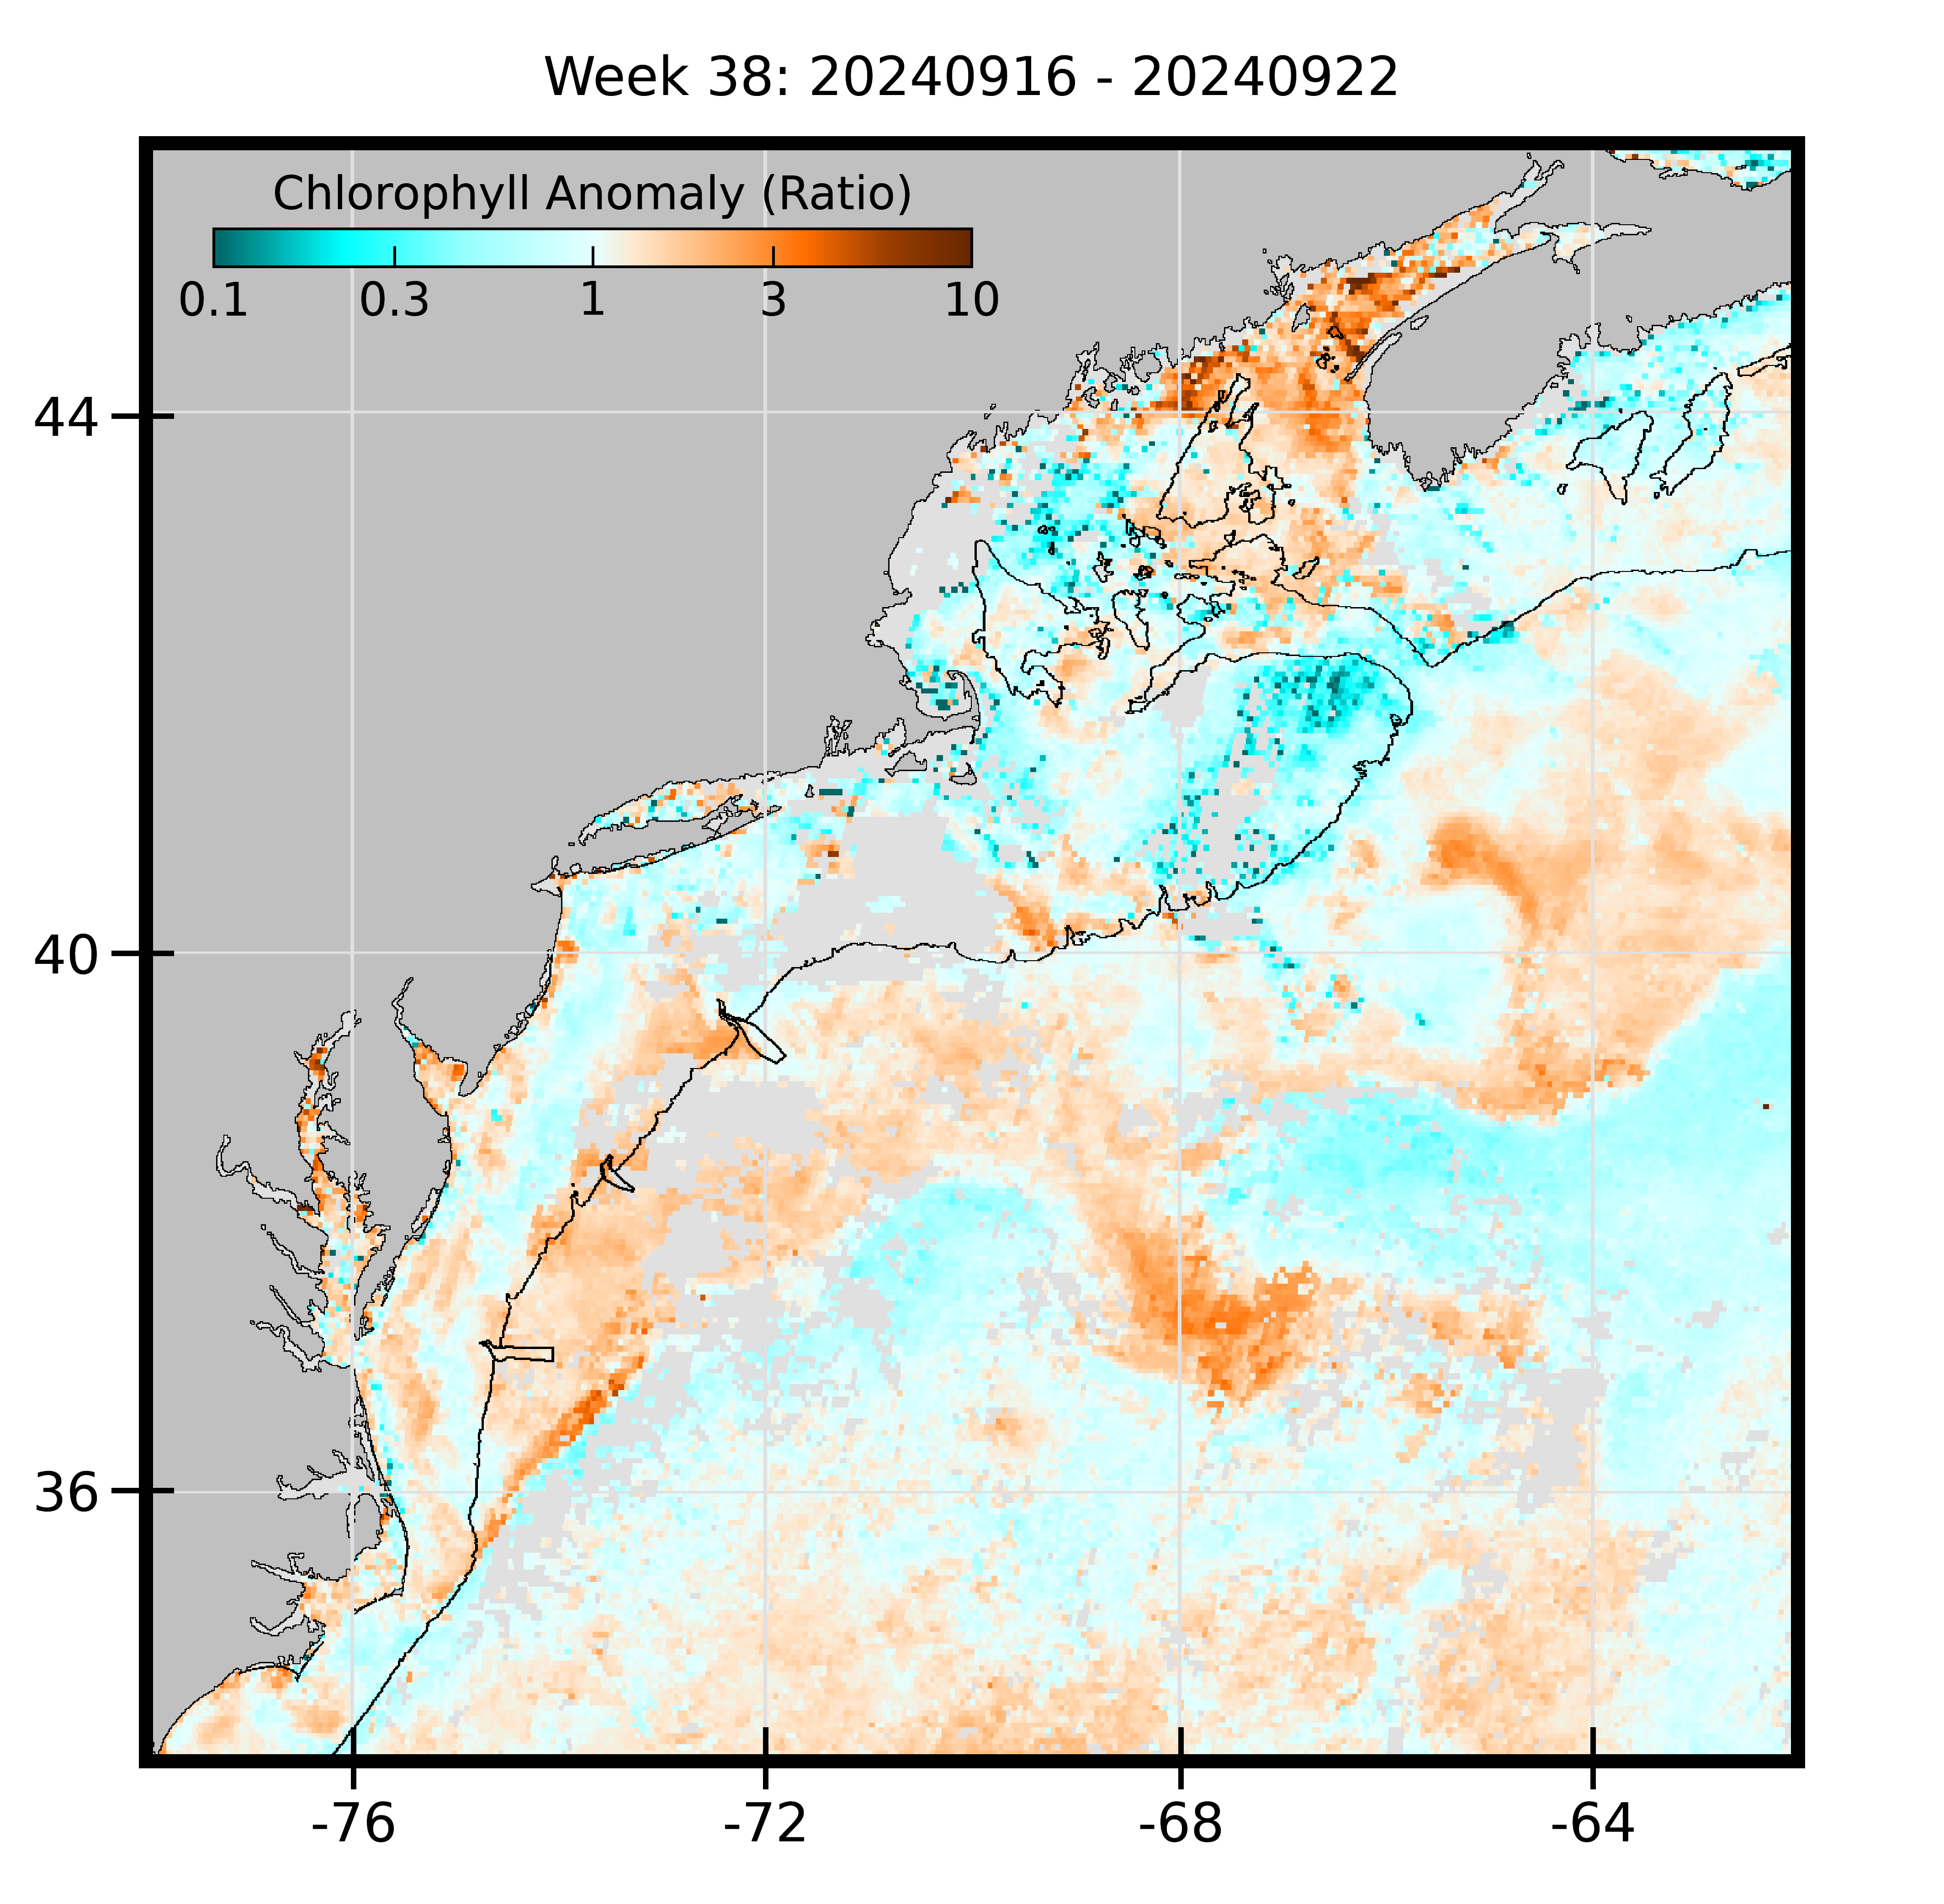 Week 38: 20240916 - 20240922
Chlorophyll Anomaly (Ratio)
0.1 0.3 1 3 10
44
40
36
-76 -72 -68 -64